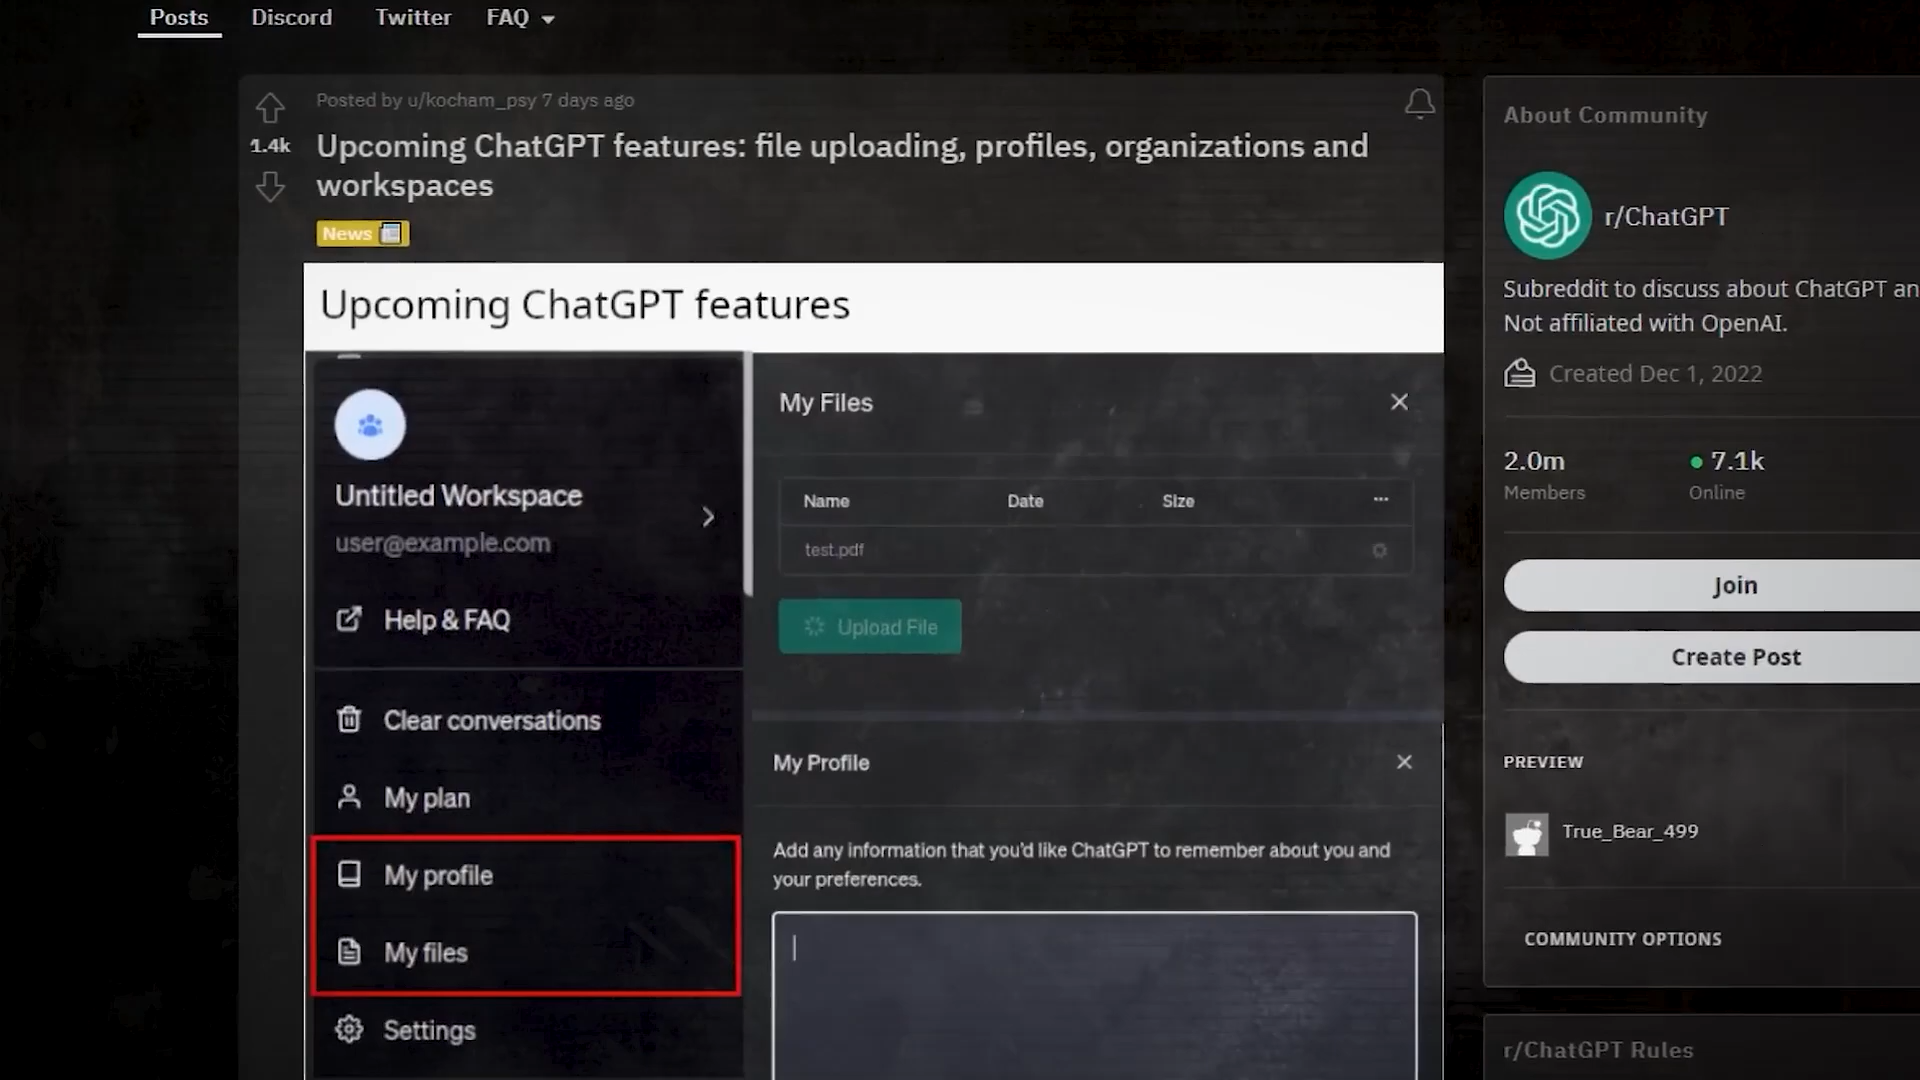 Posts Discord Twitter FAQ
Posted by u/kocham_psy 7 days ago
1.4k
Upcoming ChatGPT features: file uploading, profiles, organizations and
workspaces
News
Upcoming ChatGPT features
Untitled Workspace
user@example.com
Help & FAQ
Clear conversations
My plan
My profile
My files
Settings
My Files
Name Date Size
test.pdf
Upload File
My Profile
Add any information that you'd like ChatGPT to remember about you and
your preferences.
About Community
r/ChatGPT
Subreddit to discuss about ChatGPT an
Not affiliated with OpenAI.
Created Dec 1, 2022
2.0m 7.1k
Members Online
Join
Create Post
PREVIEW
True_Bear_499
COMMUNITY OPTIONS
r/ChatGPT Rules